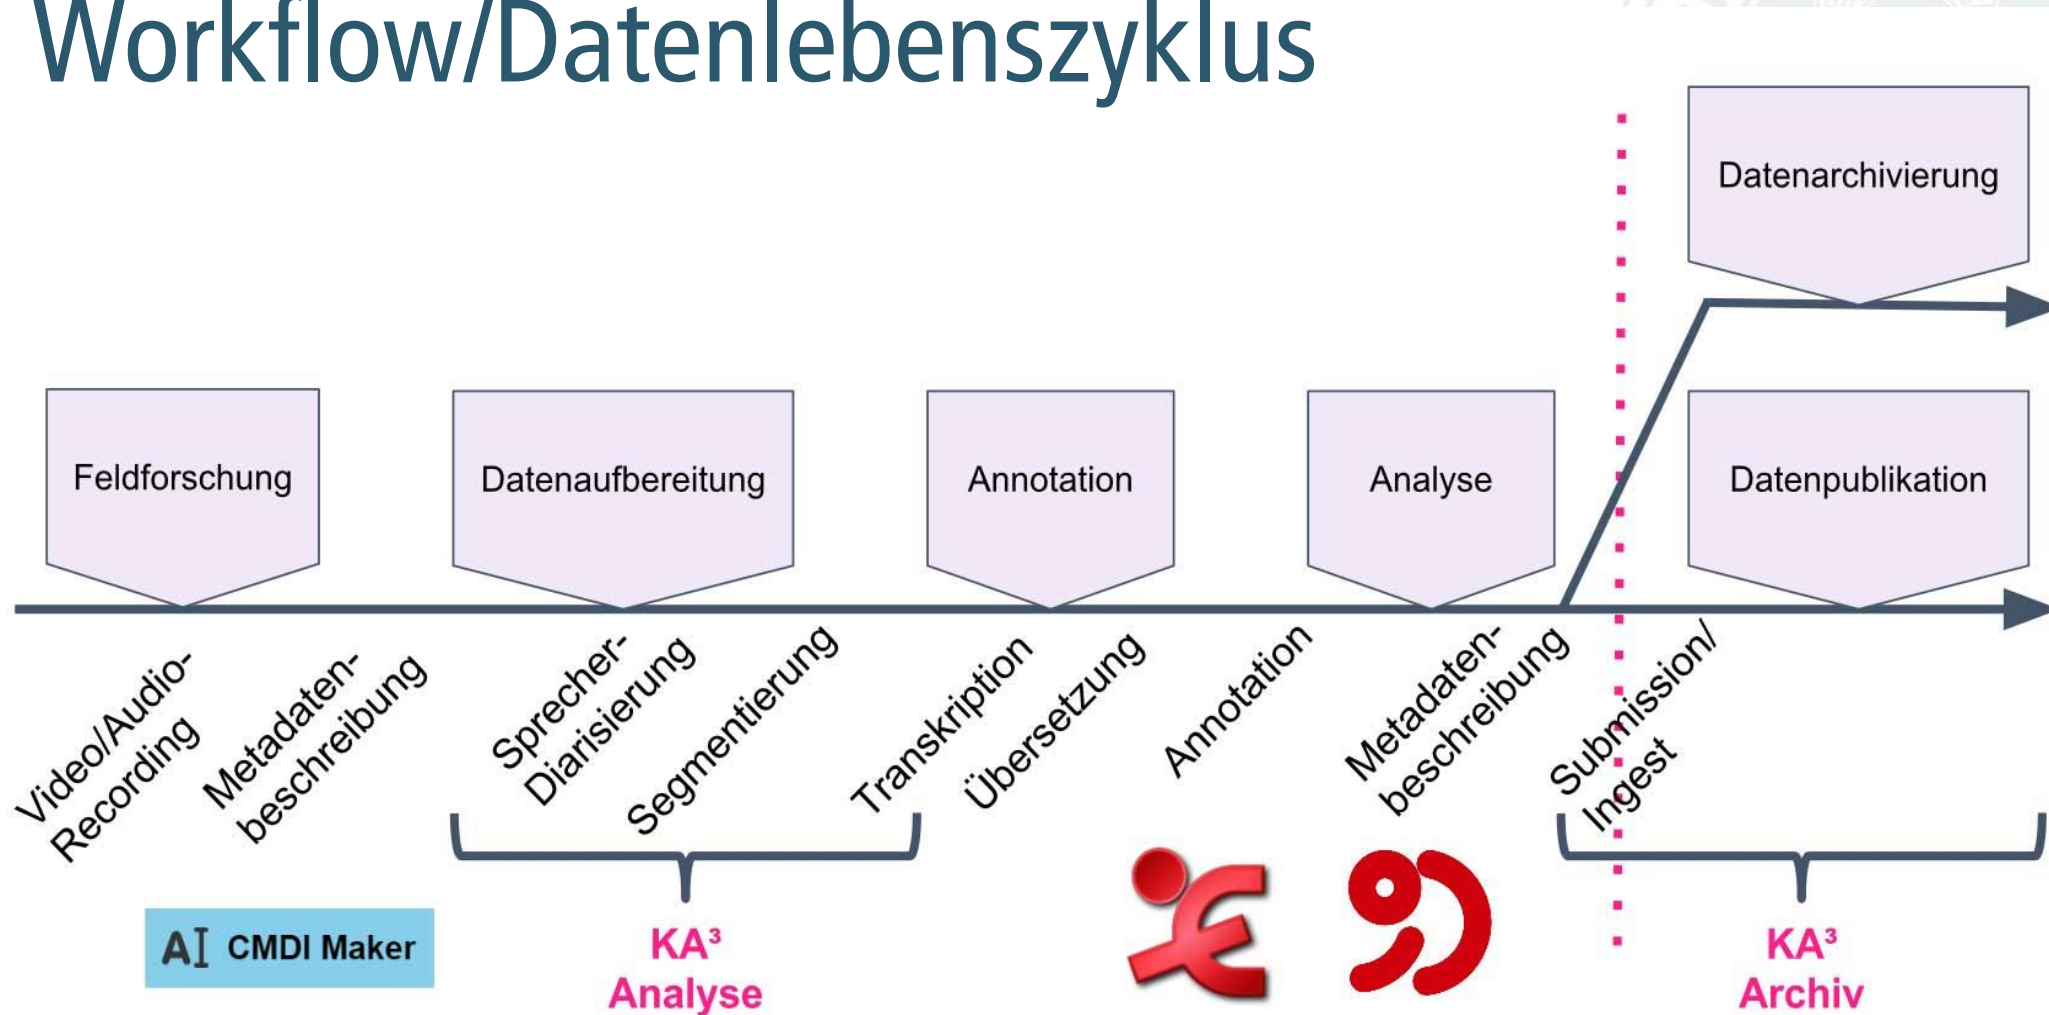 Workflow/Datenlebenszyklus
Datenarchivierung
Feldforschung
Datenaufbereitung
Annotation
Analyse
Datenpublikation
Video/Audio-
Recording
Metadaten-
beschreibung
Sprecher-
Diarisierung
Segmentierung
Transkription
Übersetzung
Annotation
Metadaten-
beschreibung
Submission/
Ingest
AI CMDI Maker
KA³
Analyse
KA³
Archiv